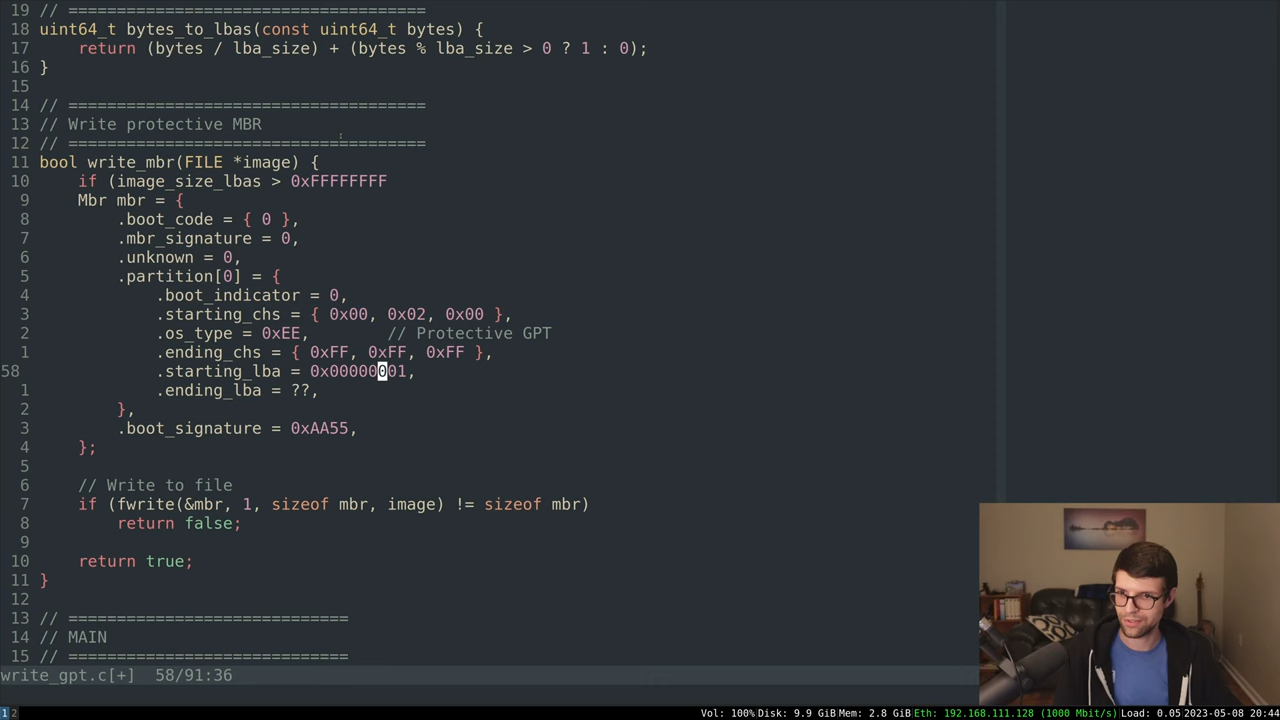 19 // =====================================
18 uint64_t bytes_to_lbas(const uint64_t bytes) {
17     return (bytes / lba_size) + (bytes % lba_size > 0 ? 1 : 0);
16 }
15
14 // =====================================
13 // Write protective MBR
12 // =====================================
11 bool write_mbr(FILE *image) {
10     if (image_size_lbas > 0xFFFFFFFF
9     Mbr mbr = {
8         .boot_code = { 0 },
7         .mbr_signature = 0,
6         .unknown = 0,
5         .partition[0] = {
4             .boot_indicator = 0,
3             .starting_chs = { 0x00, 0x02, 0x00 },
2             .os_type = 0xEE,        // Protective GPT
1             .ending_chs = { 0xFF, 0xFF, 0xFF },
58             .starting_lba = 0x00000001,
1             .ending_lba = ??,
2         },
3         .boot_signature = 0xAA55,
4     };
5
6     // Write to file
7     if (fwrite(&mbr, 1, sizeof mbr, image) != sizeof mbr)
8         return false;
9
10     return true;
11 }
12
13 // =============================
14 // MAIN
15 // =============================
write_gpt.c[+]  58/91:36
1 2 Vol: 100% Disk: 9.9 GiB Mem: 2.8 GiB Eth: 192.168.111.128 (1000 Mbit/s) Load: 0.05 2023-05-08 20:44